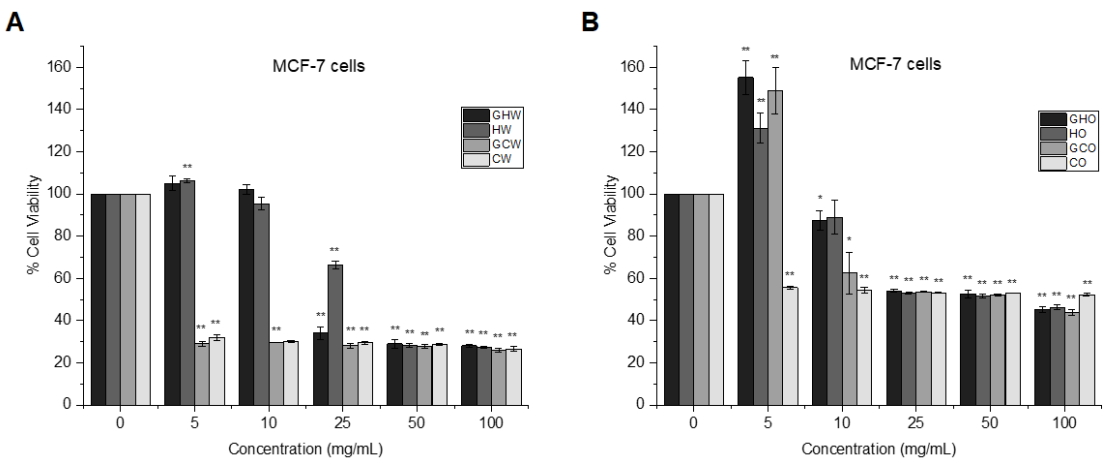 A
MCF-7 cells
GHW
HW
GCW
CW
% Cell Viability
160
140
120
100
80
60
40
20
0
**
** **
**
**
**
** **
** ** ** **
** ** ** **
0 5 10 25 50 100
Concentration (mg/mL)
B
MCF-7 cells
GHO
HO
GCO
CO
% Cell Viability
160
140
120
100
80
60
40
20
0
** **
**
**
*
*
**
** ** ** **
** ** ** **
** ** ** **
0 5 10 25 50 100
Concentration (mg/mL)